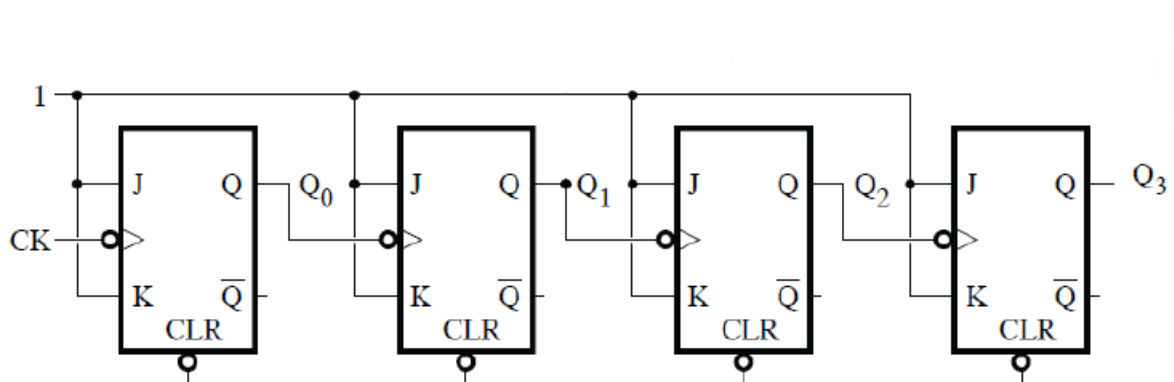 1
J Q Q0 J Q Q1 J Q Q2 J Q Q3
CK
K Q̅ K Q̅ K Q̅ K Q̅
CLR CLR CLR CLR